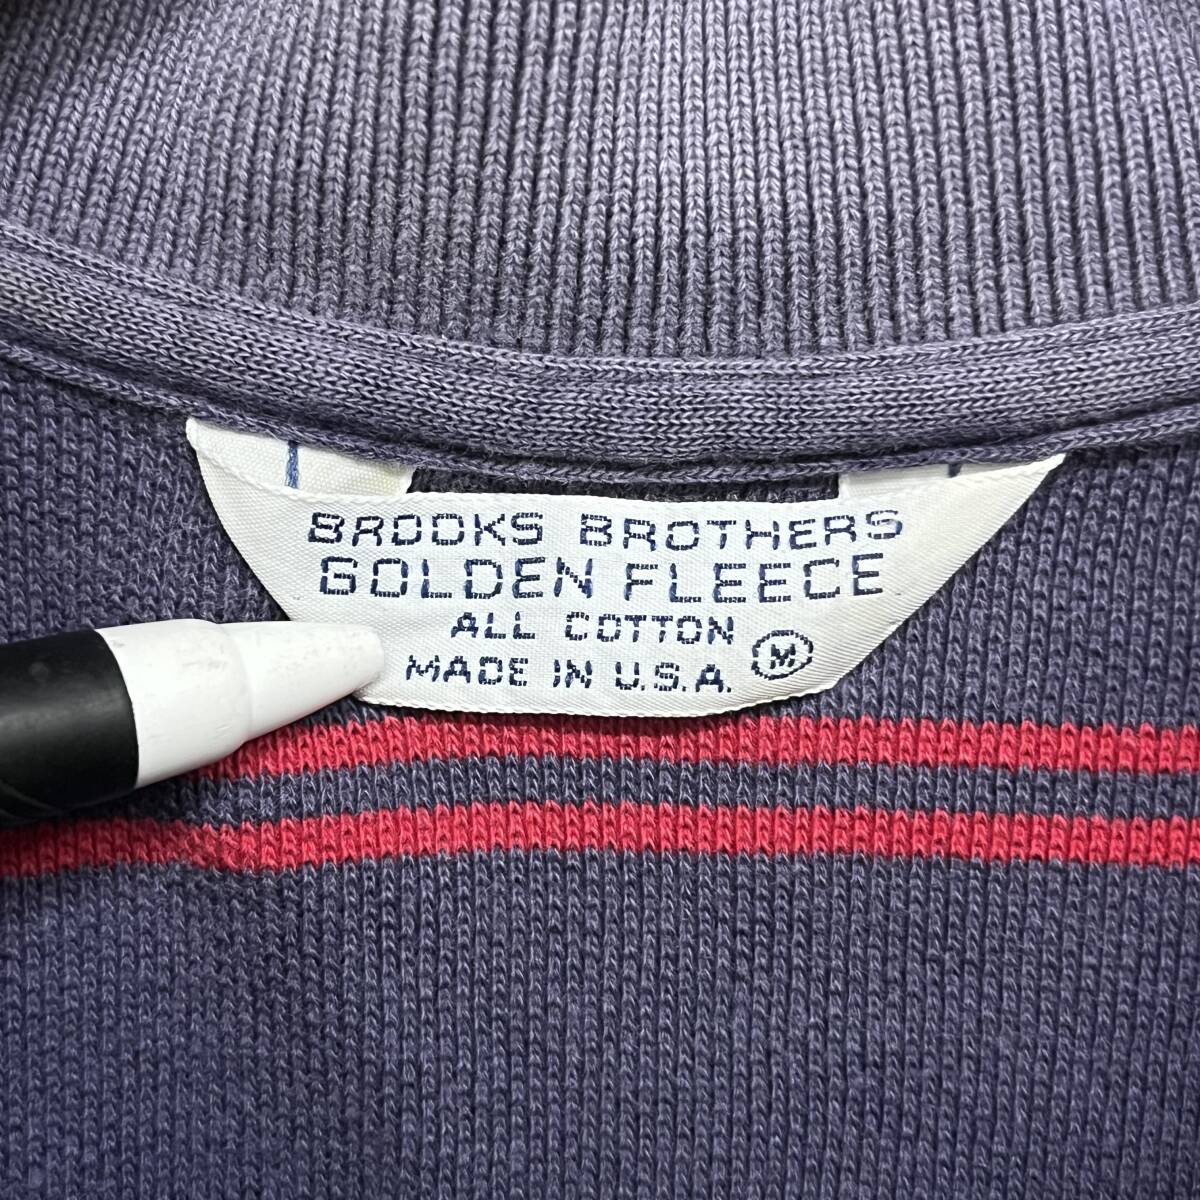 BROOKS BROTHERS
GOLDEN FLEECE
ALL COTTON
MADE IN U.S.A. M